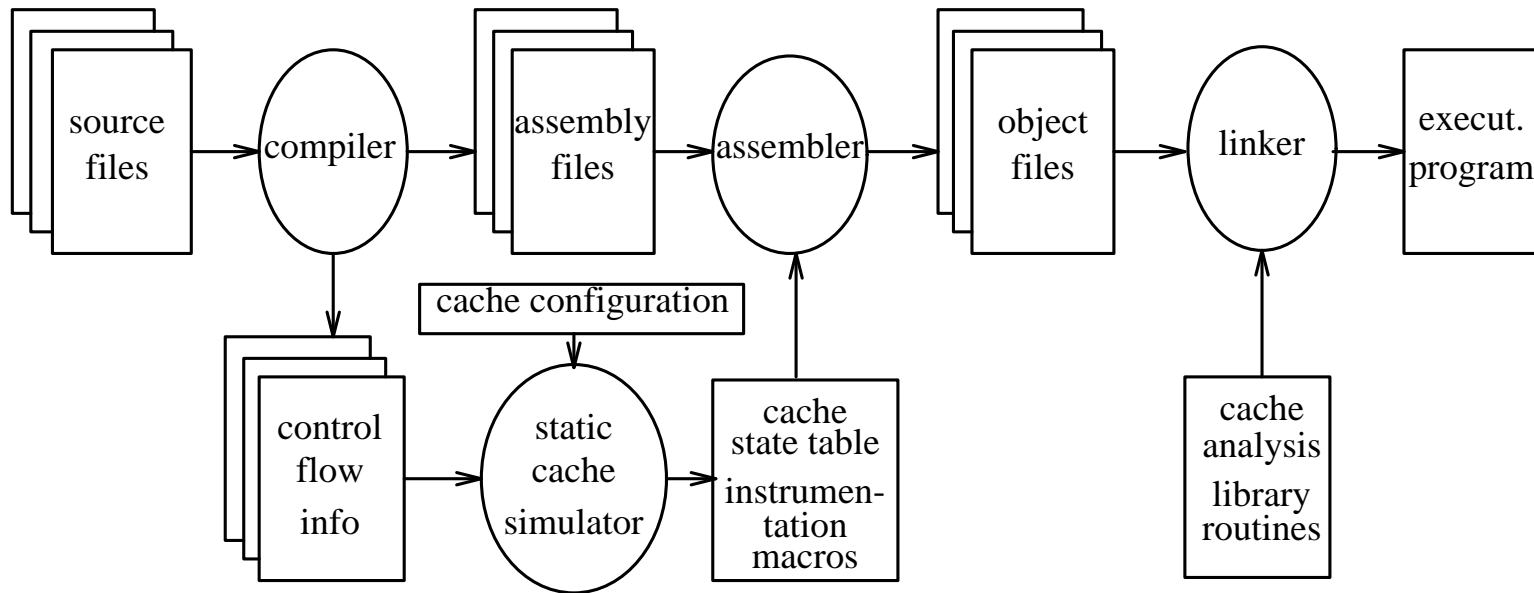 source
files
compiler
assembly
files
assembler
object
files
linker
execut.
program
cache configuration
control
flow
info
static
cache
simulator
cache
state table
instrumen-
tation
macros
cache
analysis
library
routines